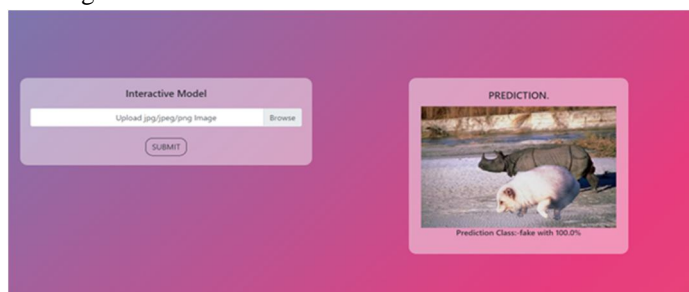 Interactive Model
Upload jpg/jpeg/png Image
Browse
SUBMIT
PREDICTION.
Prediction Class:-fake with 100.0%